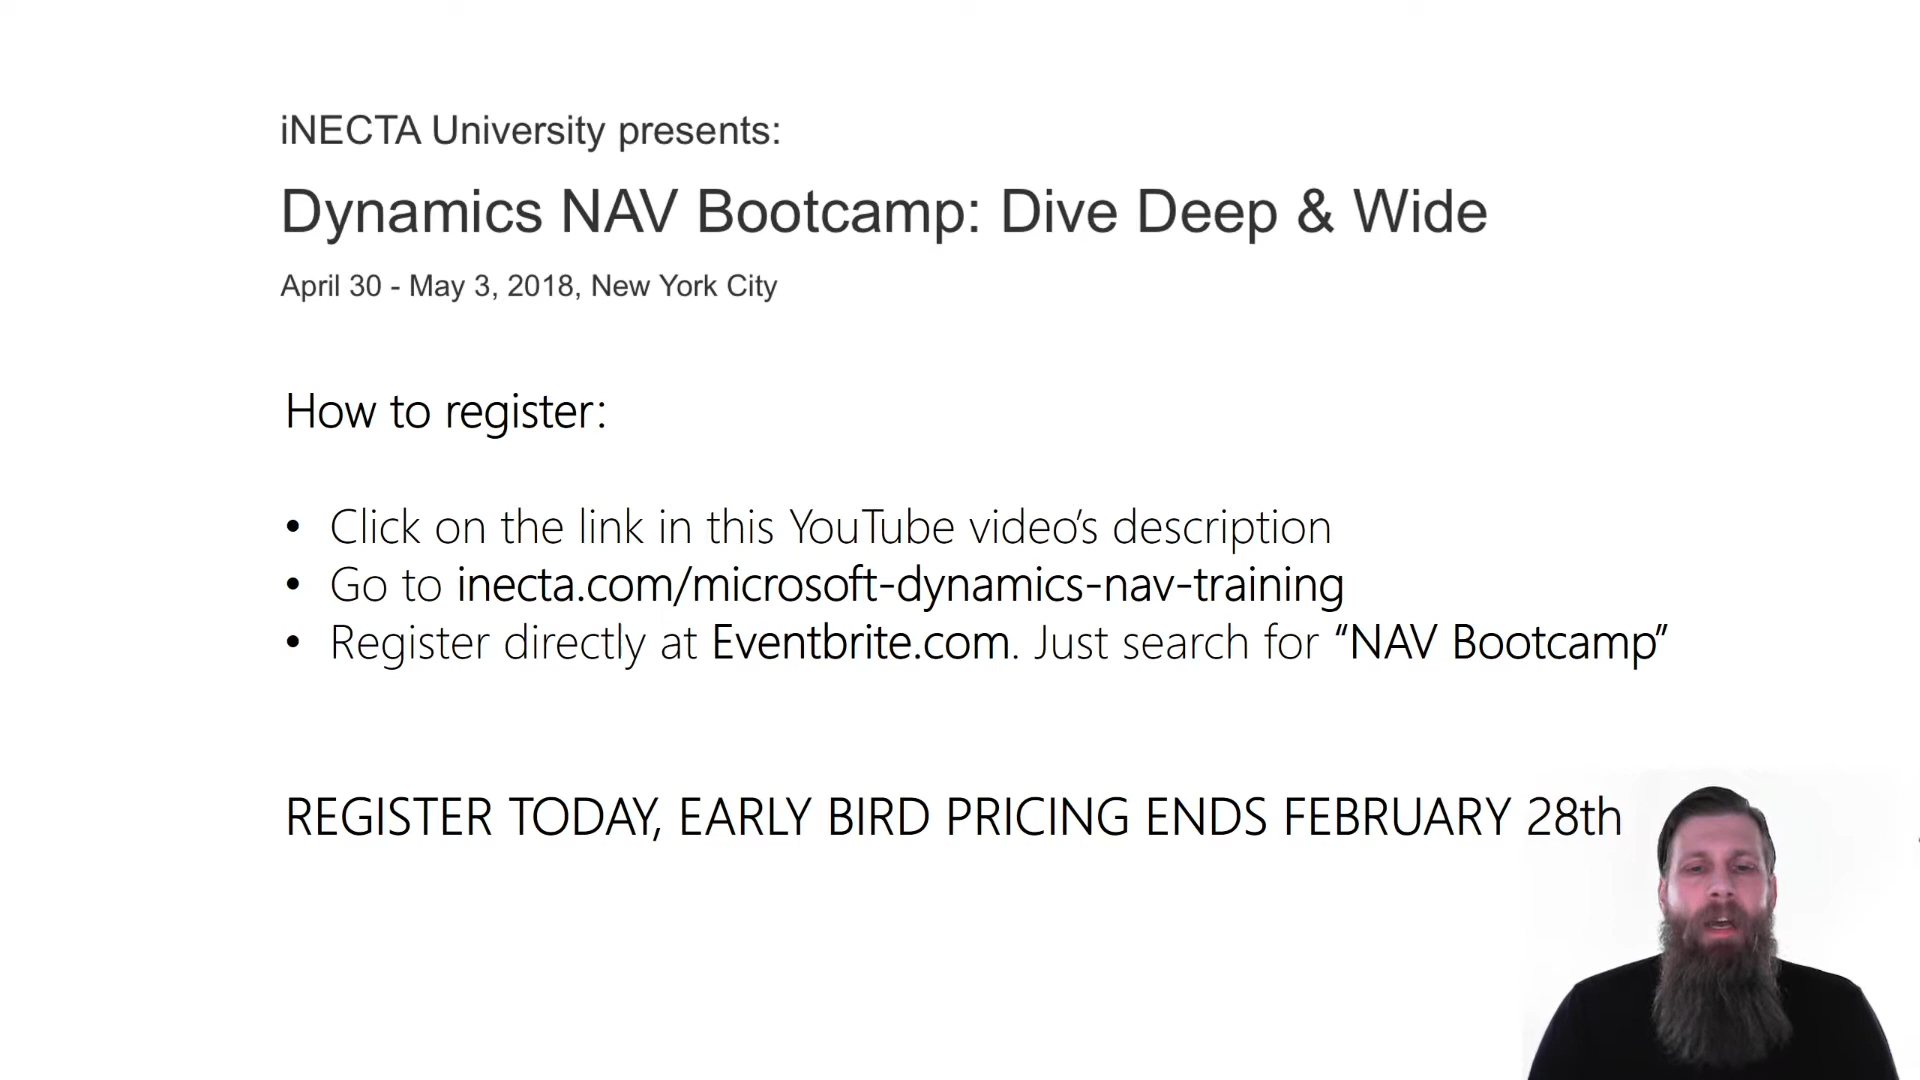 iNECTA University presents:
Dynamics NAV Bootcamp: Dive Deep & Wide
April 30 - May 3, 2018, New York City
How to register:
• Click on the link in this YouTube video’s description
• Go to inecta.com/microsoft-dynamics-nav-training
• Register directly at Eventbrite.com. Just search for “NAV Bootcamp”
REGISTER TODAY, EARLY BIRD PRICING ENDS FEBRUARY 28th